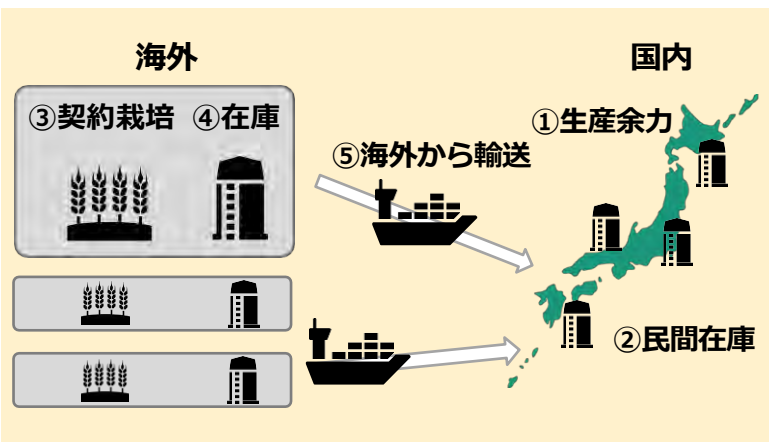 海外
国内
③契約栽培 ④在庫
①生産余力
⑤海外から輸送
②民間在庫